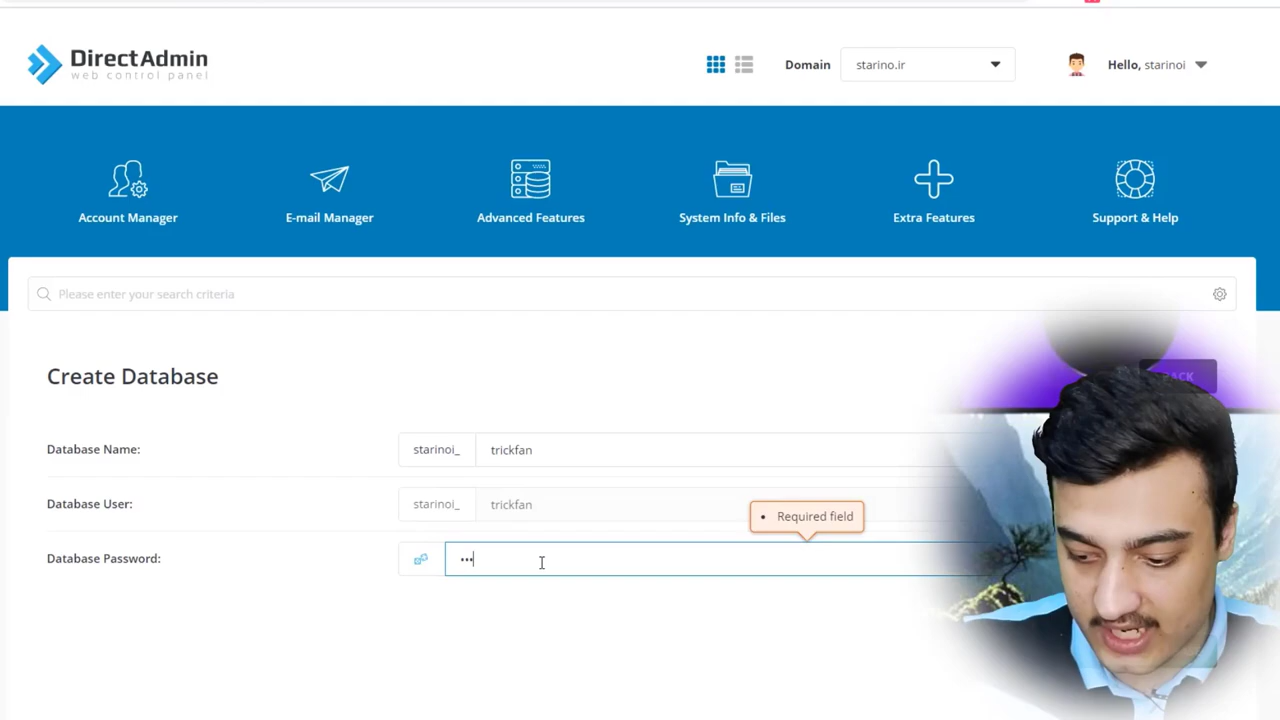 DirectAdmin
web control panel
Domain
starino.ir
Hello, starinoi
Account Manager
E-mail Manager
Advanced Features
System Info & Files
Extra Features
Support & Help
Please enter your search criteria
Create Database
BACK
Database Name:
starinoi_
trickfan
Database User:
starinoi_
trickfan
Required field
Database Password:
•••